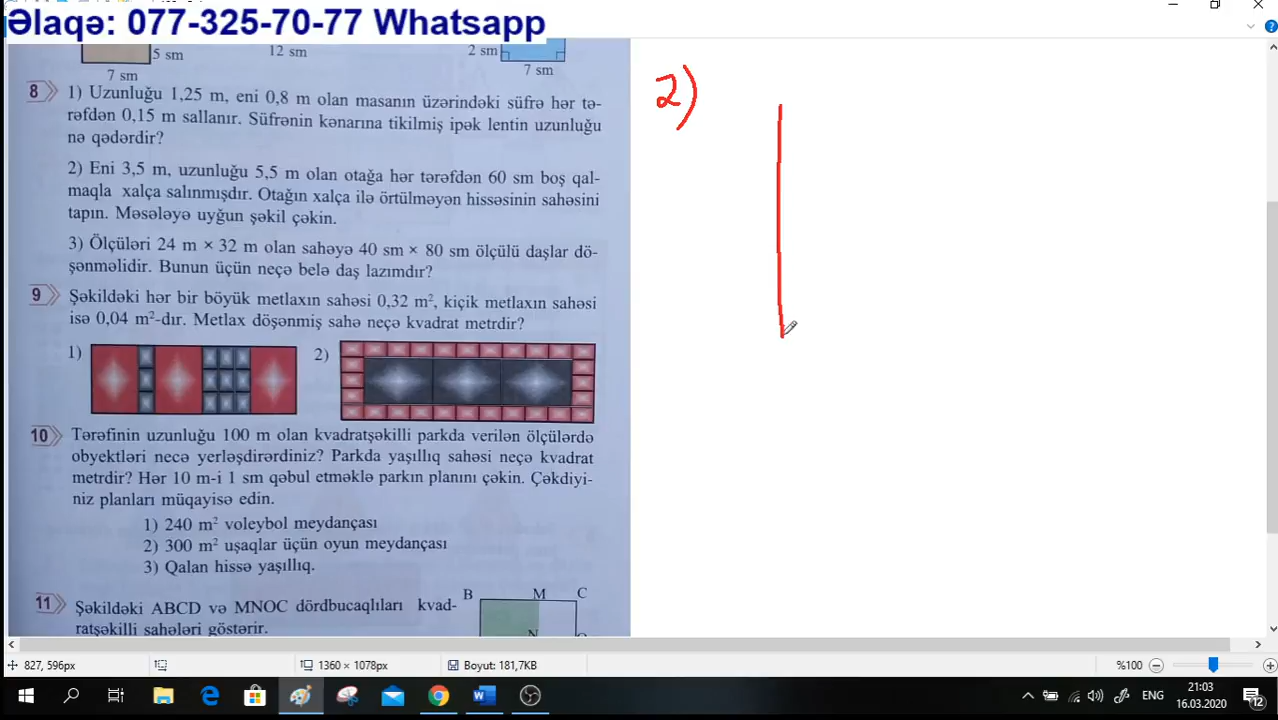 Əlaqə: 077-325-70-77 Whatsapp
5 sm
7 sm
12 sm
2 sm
7 sm
8
1) Uzunluğu 1,25 m, eni 0,8 m olan masanın üzərindəki süfrə hər tə-
rəfdən 0,15 m sallanır. Süfrənin kənarına tikilmiş ipək lentin uzunluğu
nə qədərdir?
2) Eni 3,5 m, uzunluğu 5,5 m olan otağa hər tərəfdən 60 sm boş qal-
maqla xalça salınmışdır. Otağın xalça ilə örtülməyən hissəsinin sahəsini
tapın. Məsələyə uyğun şəkil çəkin.
3) Ölçüləri 24 m × 32 m olan sahəyə 40 sm × 80 sm ölçülü daşlar dö-
şənməlidir. Bunun üçün neçə belə daş lazımdır?
9
Şəkildəki hər bir böyük metlaxın sahəsi 0,32 m², kiçik metlaxın sahəsi
isə 0,04 m²-dır. Metlax döşənmiş sahə neçə kvadrat metrdir?
1)
2)
10
Tərəfinin uzunluğu 100 m olan kvadratşəkilli parkda verilən ölçülərdə
obyektləri necə yerləşdirərdiniz? Parkda yaşıllıq sahəsi neçə kvadrat
metrdir? Hər 10 m-i 1 sm qəbul etməklə parkın planını çəkin. Çəkdiyi-
niz planları müqayisə edin.
1) 240 m² voleybol meydançası
2) 300 m² uşaqlar üçün oyun meydançası
3) Qalan hissə yaşıllıq.
11
Şəkildəki ABCD və MNOC dördbucaqlıları kvad-
ratşəkilli sahələri göstərir.
B M C
N
2)
827, 596px
1360 × 1078px
Boyut: 181,7KB
%100
ENG
21:03
16.03.2020
12